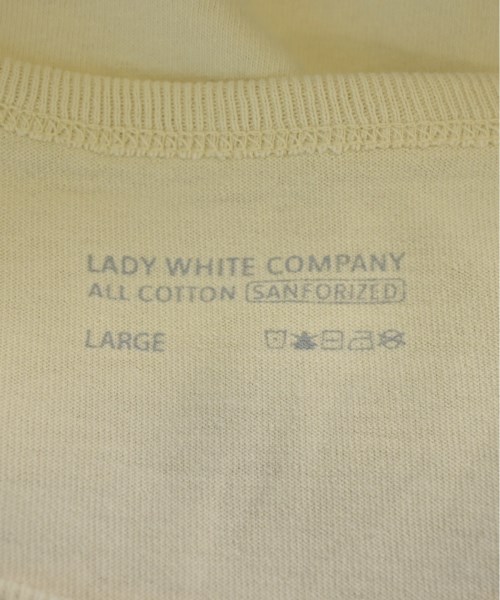 LADY WHITE COMPANY
ALL COTTON SANFORIZED
LARGE